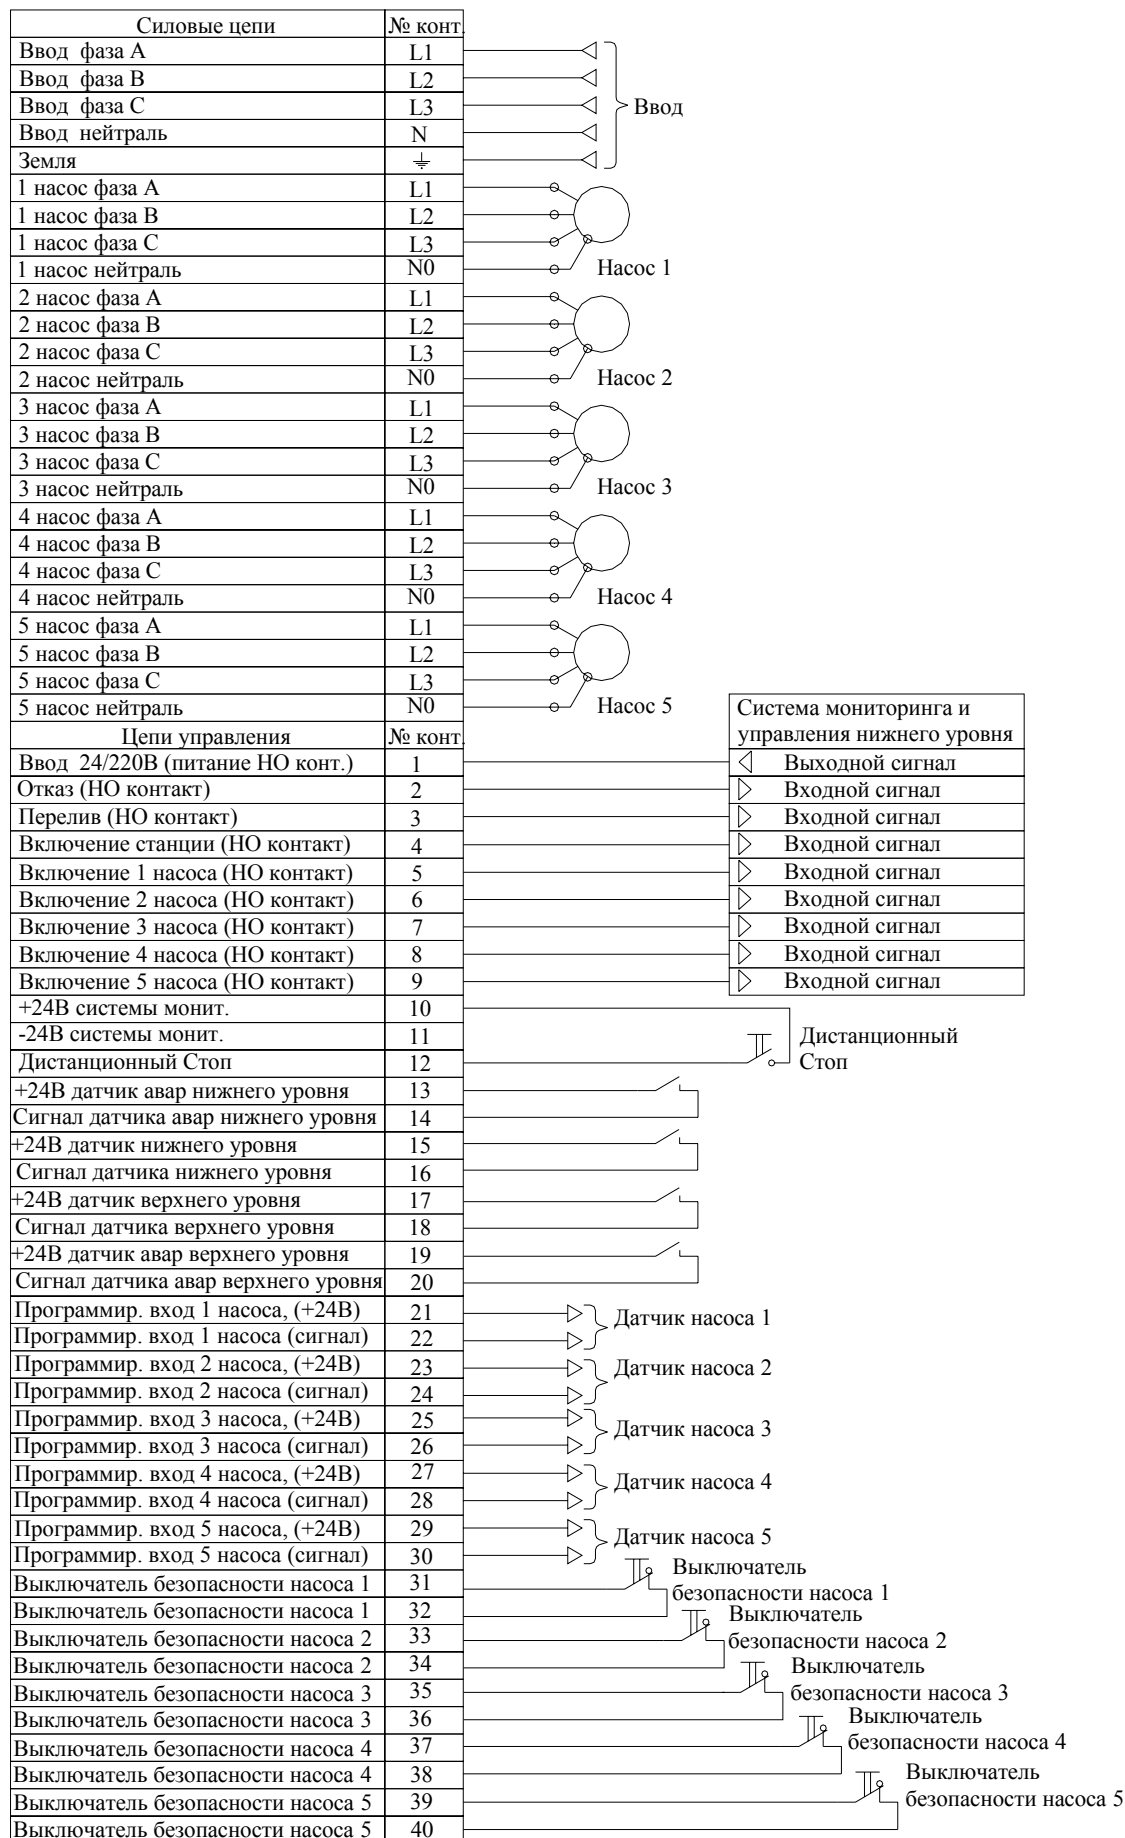 Силовые цепи № конт.
Ввод фаза А L1
Ввод фаза В L2
Ввод фаза С L3
Ввод нейтраль N
Земля
Ввод
1 насос фаза А L1
1 насос фаза В L2
1 насос фаза С L3
1 насос нейтраль N0
Насос 1
2 насос фаза А L1
2 насос фаза В L2
2 насос фаза С L3
2 насос нейтраль N0
Насос 2
3 насос фаза А L1
3 насос фаза В L2
3 насос фаза С L3
3 насос нейтраль N0
Насос 3
4 насос фаза А L1
4 насос фаза В L2
4 насос фаза С L3
4 насос нейтраль N0
Насос 4
5 насос фаза А L1
5 насос фаза В L2
5 насос фаза С L3
5 насос нейтраль N0
Насос 5
Система мониторинга и
управления нижнего уровня
Цепи управления № конт.
Ввод 24/220В (питание НО конт.) 1 Выходной сигнал
Отказ (НО контакт) 2 Входной сигнал
Перелив (НО контакт) 3 Входной сигнал
Включение станции (НО контакт) 4 Входной сигнал
Включение 1 насоса (НО контакт) 5 Входной сигнал
Включение 2 насоса (НО контакт) 6 Входной сигнал
Включение 3 насоса (НО контакт) 7 Входной сигнал
Включение 4 насоса (НО контакт) 8 Входной сигнал
Включение 5 насоса (НО контакт) 9 Входной сигнал
+24В системы монит. 10
-24В системы монит. 11
Дистанционный Стоп 12
Дистанционный
Стоп
+24В датчик авар нижнего уровня 13
Сигнал датчика авар нижнего уровня 14
+24В датчик нижнего уровня 15
Сигнал датчика нижнего уровня 16
+24В датчик верхнего уровня 17
Сигнал датчика верхнего уровня 18
+24В датчик авар верхнего уровня 19
Сигнал датчика авар верхнего уровня 20
Программир. вход 1 насоса, (+24В) 21
Программир. вход 1 насоса (сигнал) 22
Датчик насоса 1
Программир. вход 2 насоса, (+24В) 23
Программир. вход 2 насоса (сигнал) 24
Датчик насоса 2
Программир. вход 3 насоса, (+24В) 25
Программир. вход 3 насоса (сигнал) 26
Датчик насоса 3
Программир. вход 4 насоса, (+24В) 27
Программир. вход 4 насоса (сигнал) 28
Датчик насоса 4
Программир. вход 5 насоса, (+24В) 29
Программир. вход 5 насоса (сигнал) 30
Датчик насоса 5
Выключатель безопасности насоса 1 31
Выключатель безопасности насоса 1 32
Выключатель
безопасности насоса 1
Выключатель безопасности насоса 2 33
Выключатель безопасности насоса 2 34
Выключатель
безопасности насоса 2
Выключатель безопасности насоса 3 35
Выключатель безопасности насоса 3 36
Выключатель
безопасности насоса 3
Выключатель безопасности насоса 4 37
Выключатель безопасности насоса 4 38
Выключатель
безопасности насоса 4
Выключатель безопасности насоса 5 39
Выключатель безопасности насоса 5 40
Выключатель
безопасности насоса 5